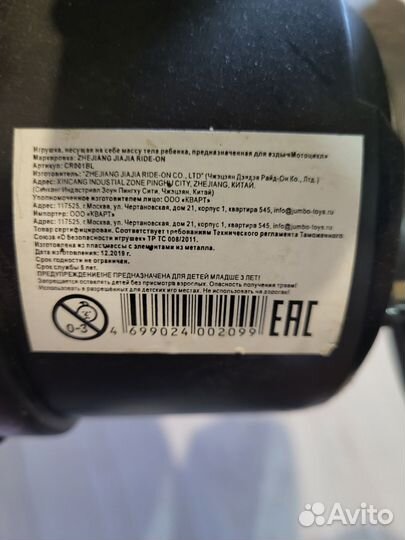 Игрушка, несущая на себе массу тела ребенка, предназначенная для езды«Мотоцикл»
Маркировка: ZHEJIANG JIAJIA RIDE-ON
Артикул: CR001BL
Изготовитель: "ZHEJIANG JIAJIA RIDE-ON CO., LTD" (Чжэцзян Дзядзя Райд-Он Ко., Лтд.)
Адрес: XINCANG INDUSTIAL ZONE PINGHU CITY, ZHEJIANG, КИТАЙ.
(Синканг Индастриал Зоун Пингху Сити, Чжэцзян, Китай)
Уполномоченное изготовителем лицо: ООО «КВАРТ»
Адрес: 117525, г Москва, ул. Чертановская, дом 21, корпус 1, квартира 545, info@jumbo-toys.ru
Импортер: ООО «КВАРТ»
Адрес: 117525, г Москва, ул. Чертановская, дом 21, корпус 1, квартира 545, info@jumbo-toys.ru
Товар сертифицирован. Соответствует требованиям Технического регламента Таможенного
Союза «О безопасности игрушек» ТР ТС 008/2011.
Изготовлена из пластмассы с элементами из металла.
Дата изготовления: 12.2019 г.
Срок годности не ограничен.
Срок службы 5 лет.
ПРЕДУПРЕЖДЕНИЕ!НЕ ПРЕДНАЗНАЧЕНА ДЛЯ ДЕТЕЙ МЛАДШЕ 3 ЛЕТ!
Запрещается оставлять детей без присмотра взрослых. Опасность получения травм!
Использовать в разрешённых для детских игр местах. Не использовать на дорогах!
0-3
4 699024 002099
EAC
Avito